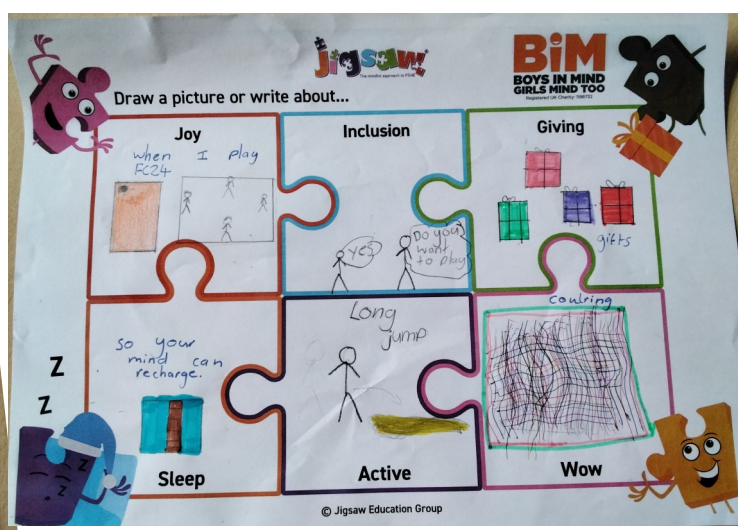 Jigsaw
The mindful approach to PSHE
BiM
BOYS IN MIND
GIRLS MIND TOO
Registered UK Charity 1196733
Draw a picture or write about...
Joy
when I play
FC24
Inclusion
yes
Do you
want
to play
Giving
gifts
so your
mind can
recharge.
Sleep
Z
Z
Z
Z
Long
jump
Active
coulring
Wow
© Jigsaw Education Group